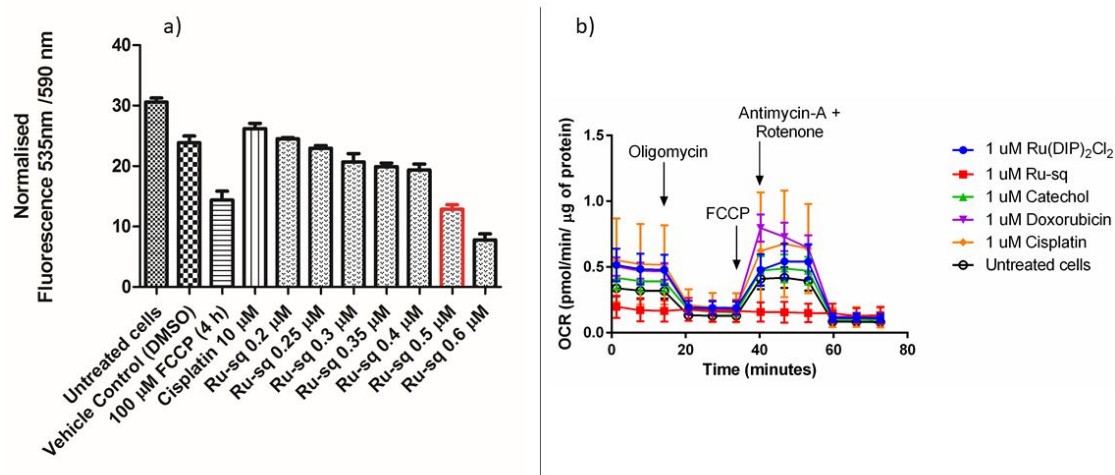 a)
Normalised
Fluorescence 535nm /590 nm
40
30
20
10
0
Untreated cells
Vehicle Control (DMSO)
100 µM FCCP (4 h)
Cisplatin 10 µM
Ru-sq 0.2 µM
Ru-sq 0.25 µM
Ru-sq 0.3 µM
Ru-sq 0.35 µM
Ru-sq 0.4 µM
Ru-sq 0.5 µM
Ru-sq 0.6 µM
b)
OCR (pmol/min/ µg of protein)
1.5
1.0
0.5
0.0
0
20
40
60
80
Time (minutes)
Oligomycin
FCCP
Antimycin-A +
Rotenone
1 uM Ru(DIP)₂Cl₂
1 uM Ru-sq
1 uM Catechol
1 uM Doxorubicin
1 uM Cisplatin
Untreated cells